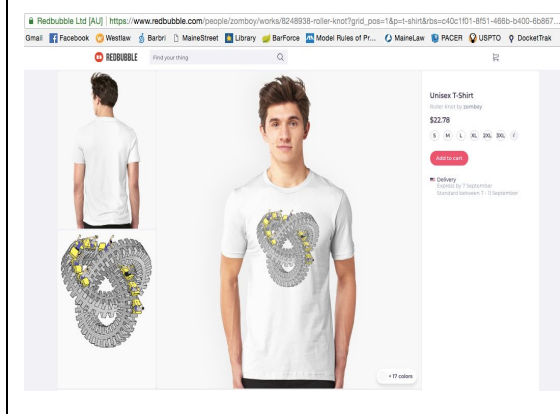 Redbubble Ltd [AU] | https://www.redbubble.com/people/zomboy/works/8248938-roller-knot?grid_pos=1&p=t-shirt&rbs=c40c1f01-8f51-466b-b400-6b867...
Gmail Facebook Westlaw Barbri MaineStreet Library BarForce Model Rules of Pr... MaineLaw PACER USPTO DocketTrak
REDBUBBLE Find your thing
Unisex T-Shirt
Roller Knot by zomboy
$22.78
S M L XL 2XL 3XL
Add to cart
Delivery
Express by 7 September
Standard between 7 - 11 September
+ 17 colors